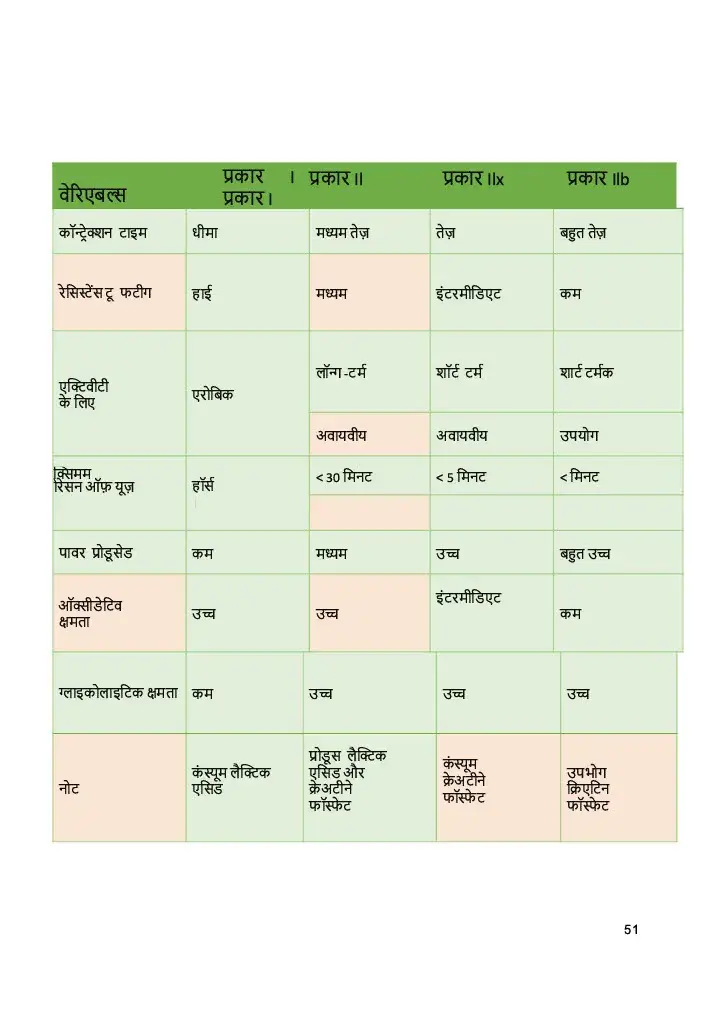 वेरिएबल्स प्रकार । प्रकार I प्रकार II प्रकार IIx प्रकार IIb
कॉन्ट्रेक्शन टाइम धीमा मध्यम तेज़ तेज़ बहुत तेज़
रेसिस्टेंस टू फटीग हाई मध्यम इंटरमीडिएट कम
एक्टिवीटी
के लिए
एरोबिक
लॉन्ग -टर्म शॉर्ट टर्म शार्ट टर्मक
अवायवीय अवायवीय उपयोग
क्सिमम
रिसन ऑफ़ यूज़
हॉर्स
< 30 मिनट < 5 मिनट < मिनट
पावर प्रोडूसेड कम मध्यम उच्च बहुत उच्च
ऑक्सीडेटिव
क्षमता
उच्च उच्च इंटरमीडिएट कम
ग्लाइकोलाइटिक क्षमता कम उच्च उच्च उच्च
नोट
कंस्यूम लैक्टिक
एसिड
प्रोडूस लैक्टिक
एसिड और
क्रेअटीने
फॉस्फेट
कंस्यूम
क्रेअटीने
फॉस्फेट
उपभोग
क्रिएटिन
फॉस्फेट
51